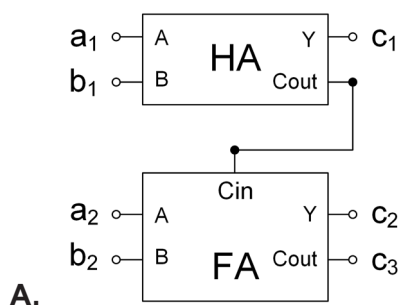 a₁ A Y c₁
HA
b₁ B Cout
Cin
a₂ A Y c₂
b₂ B FA Cout c₃
A.